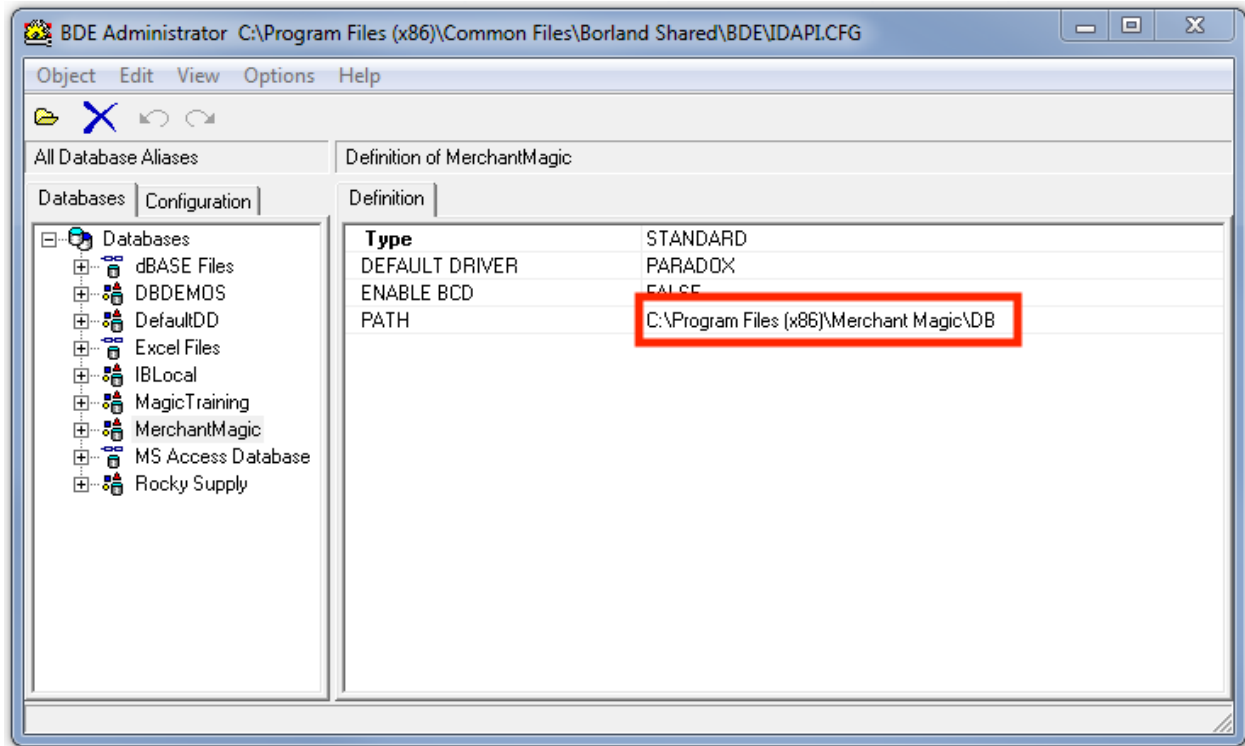 BDE Administrator C:\Program Files (x86)\Common Files\Borland Shared\BDE\IDAPI.CFG
Object Edit View Options Help
All Database Aliases
Definition of MerchantMagic
Databases Configuration
Definition
Databases
dBASE Files
DBDEMOS
DefaultDD
Excel Files
IBLocal
MagicTraining
MerchantMagic
MS Access Database
Rocky Supply
Type STANDARD
DEFAULT DRIVER PARADOX
ENABLE BCD FALSE
PATH C:\Program Files (x86)\Merchant Magic\DB